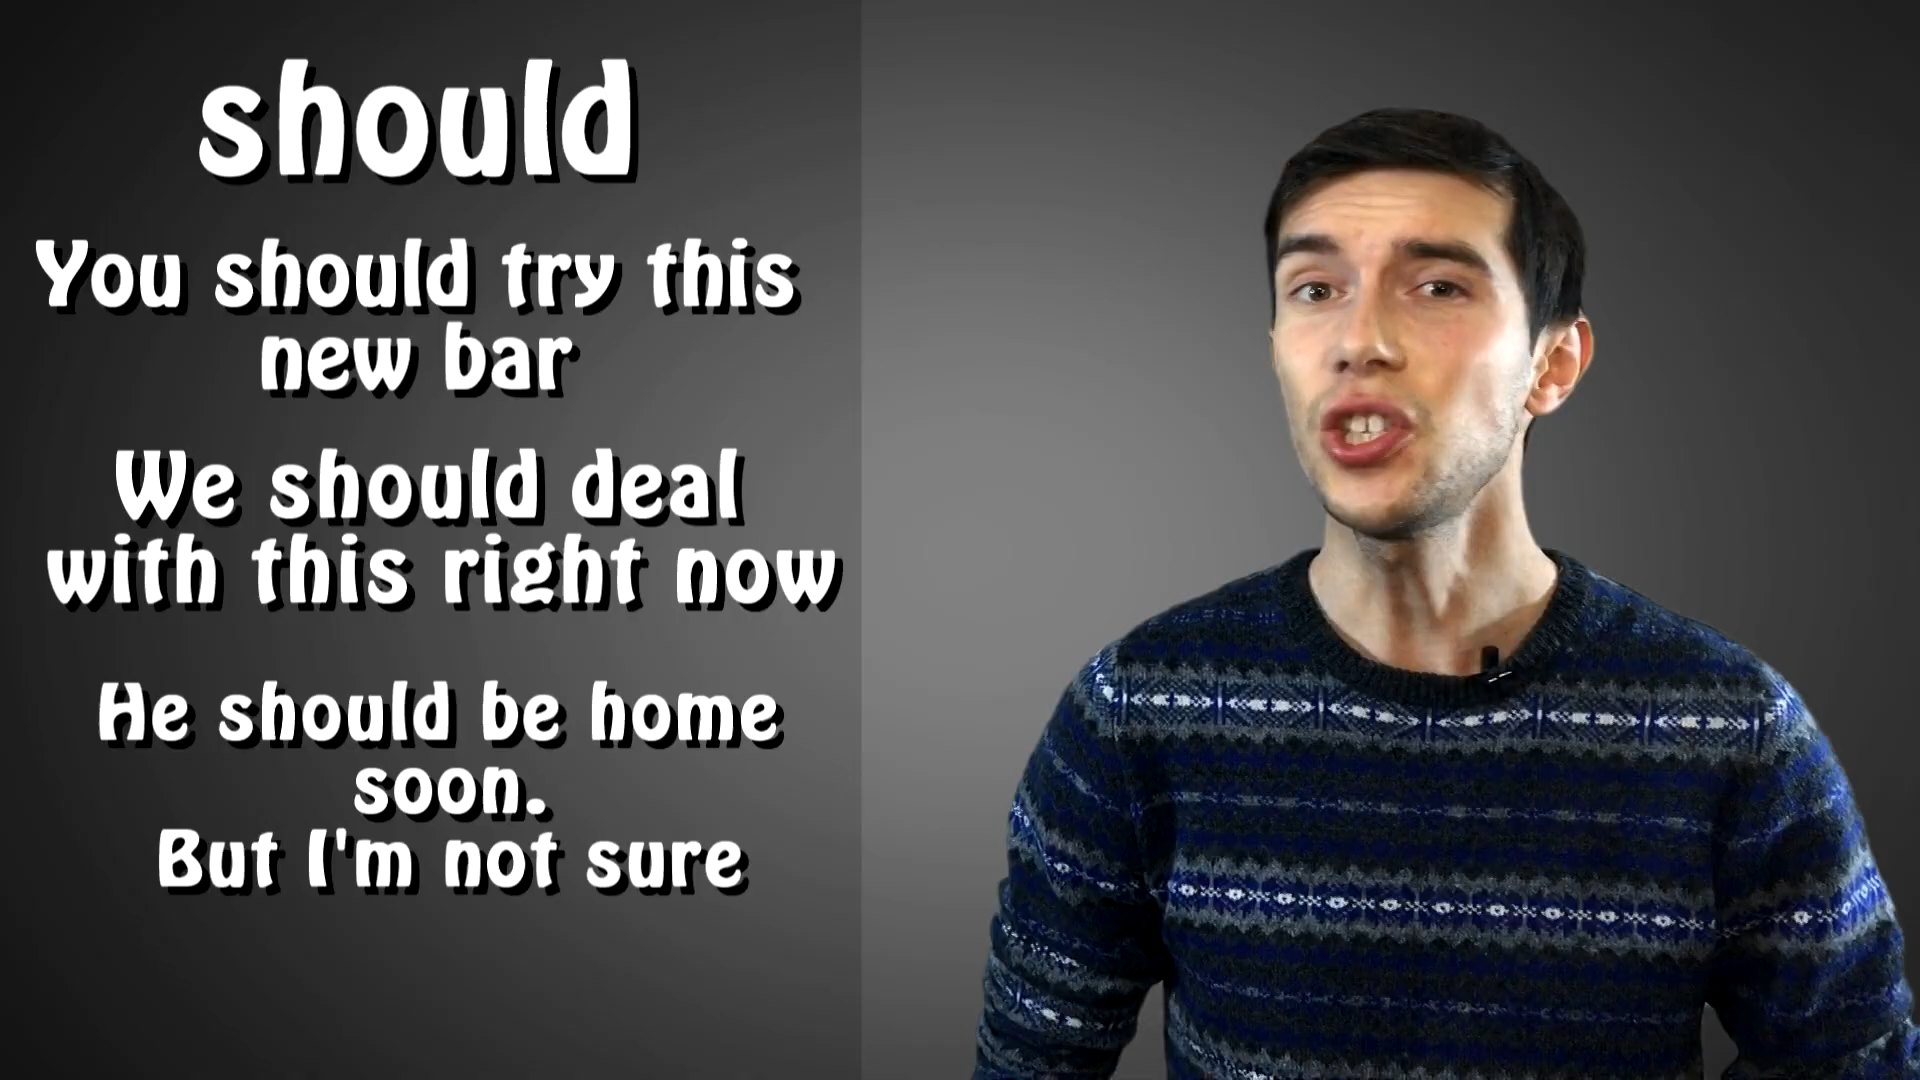 should
You should try this
new bar
We should deal
with this right now
He should be home
soon.
But I'm not sure